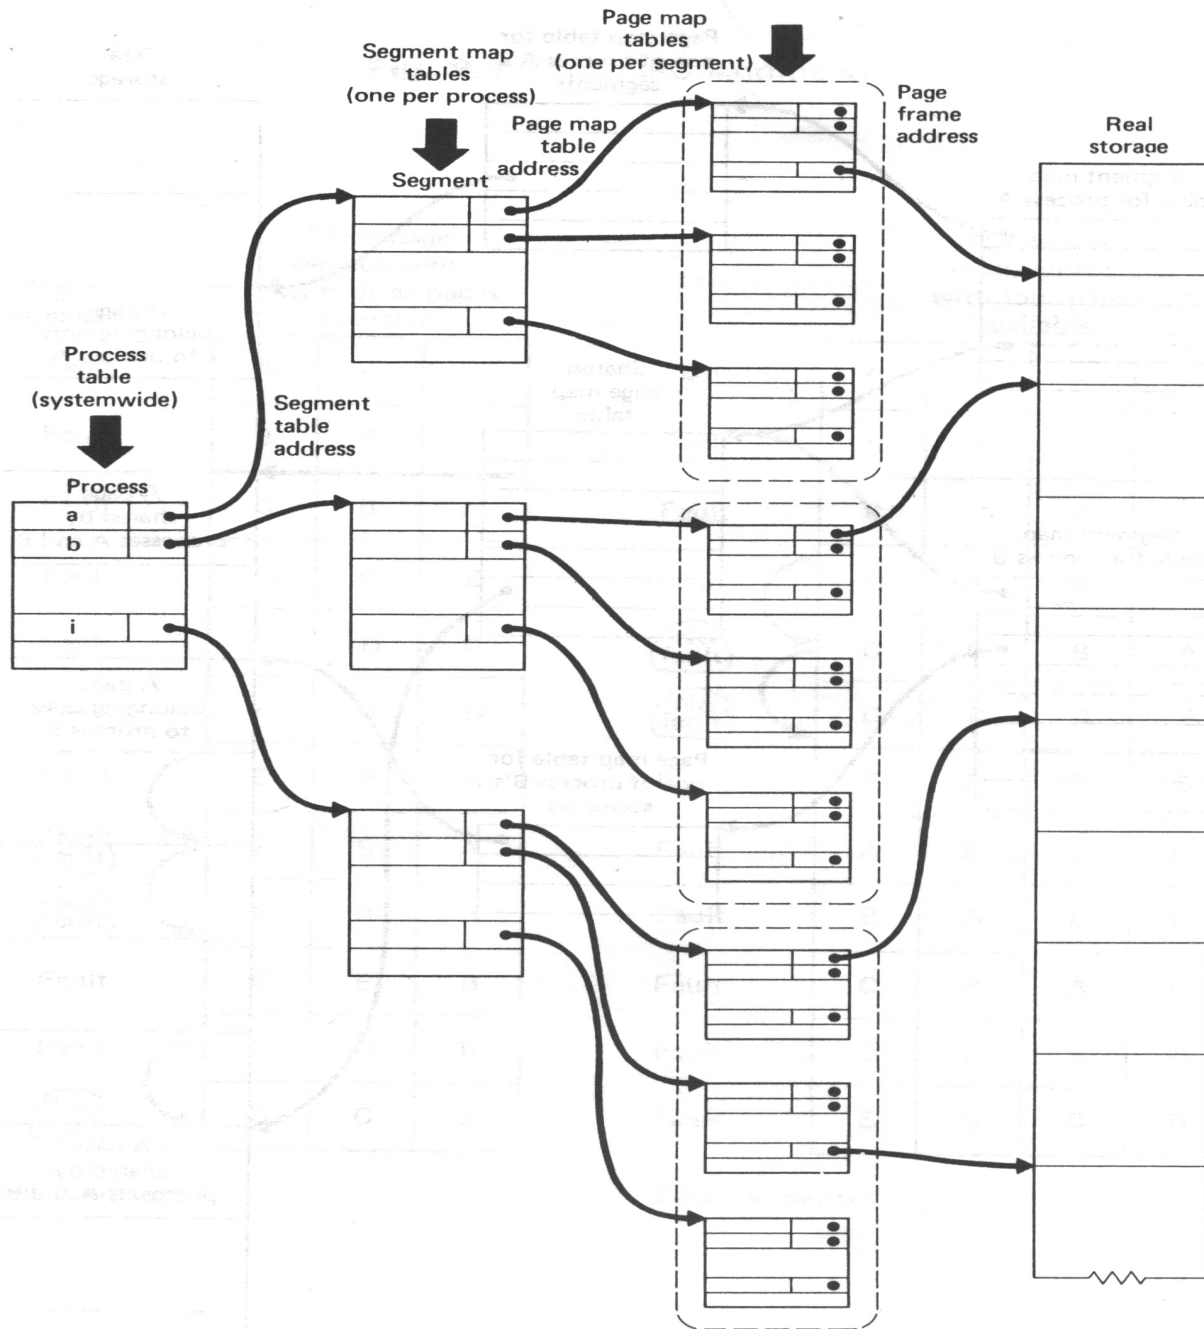 Page map
tables
(one per segment)
Segment map
tables
(one per process)
Page map
table
address
Page
frame
address
Real
storage
Segment
Process
table
(systemwide)
Segment
table
address
Process
a
b
i